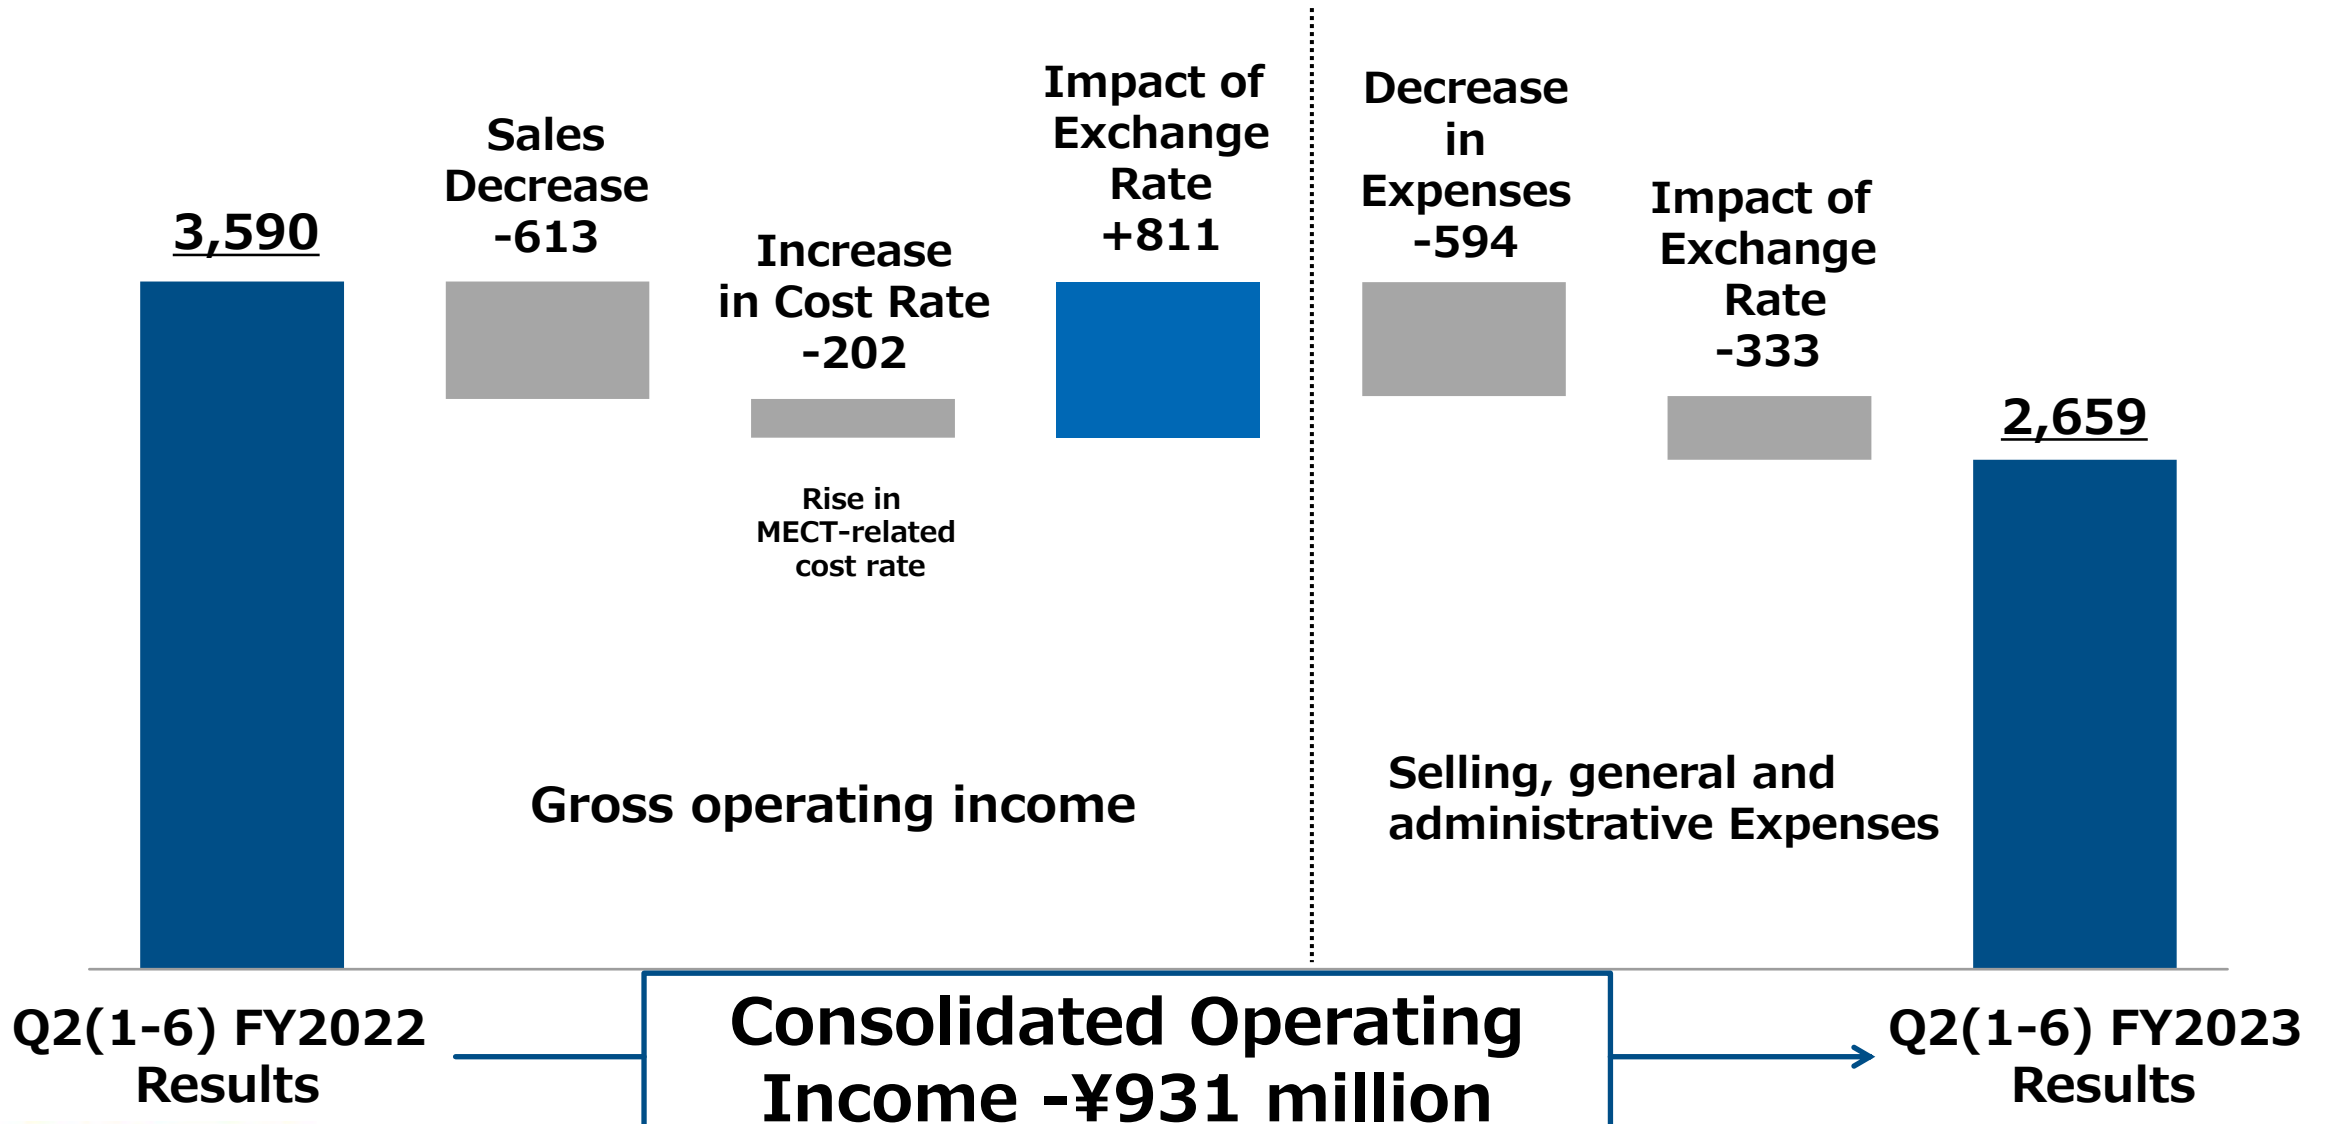 3,590
Sales
Decrease
-613
Increase
in Cost Rate
-202
Rise in
MECT-related
cost rate
Impact of
Exchange
Rate
+811
Decrease
in
Expenses
-594
Impact of
Exchange
Rate
-333
2,659
Gross operating income
Selling, general and
administrative Expenses
Q2(1-6) FY2022
Results
Consolidated Operating
Income -¥931 million
Q2(1-6) FY2023
Results